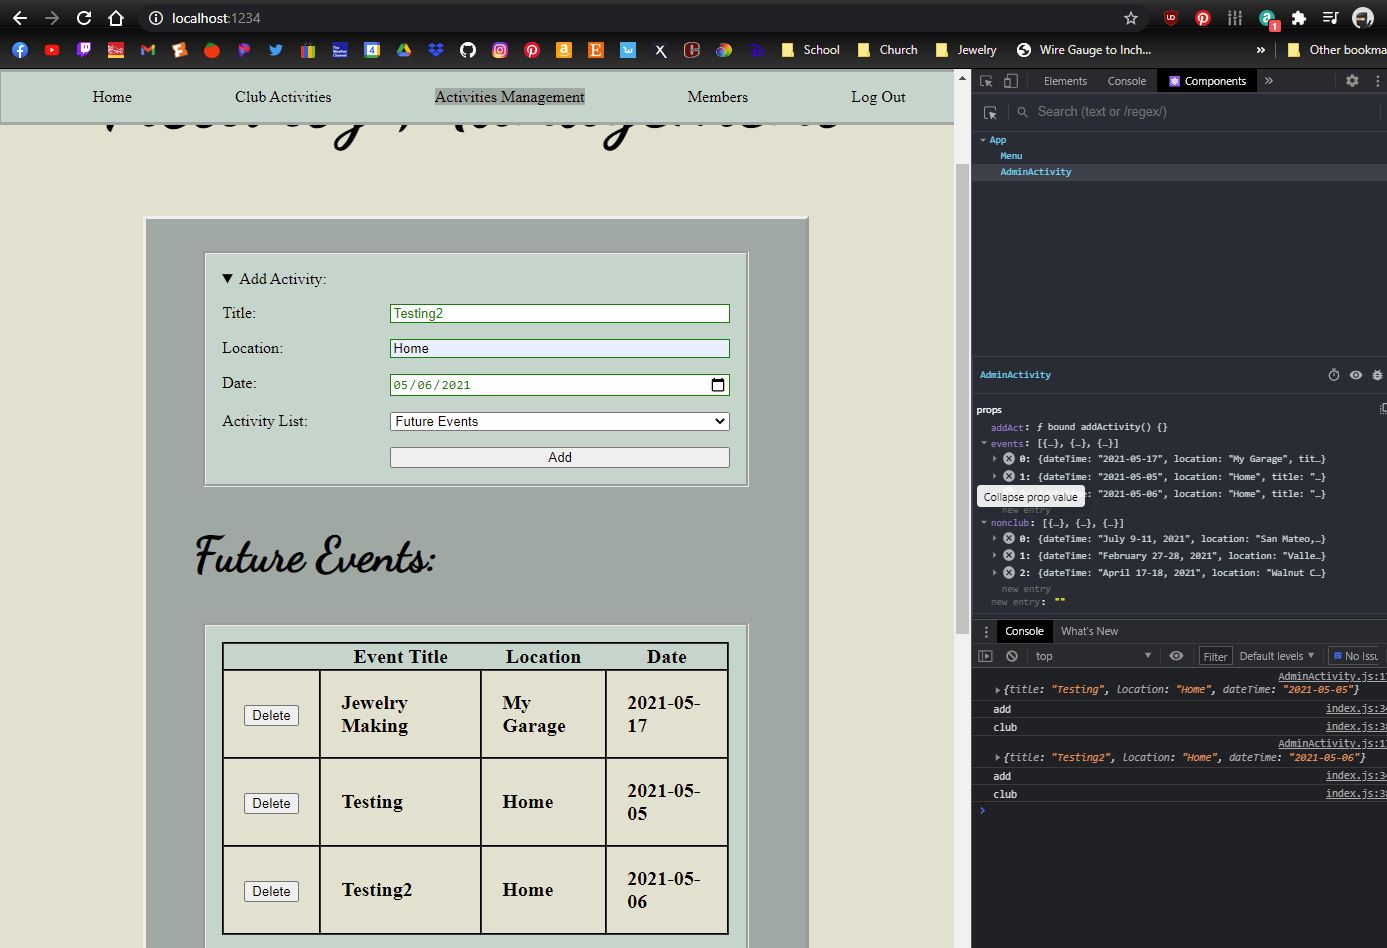 localhost:1234
School
Church
Jewelry
Wire Gauge to Inch...
»
Other bookma
Home
Club Activities
Activities Management
Members
Log Out
Add Activity:
Title:
Testing2
Location:
Home
Date:
05/06/2021
Activity List:
Future Events
Add
Future Events:
Event Title Location Date
Delete
Jewelry
Making
My
Garage
2021-05-
17
Delete
Testing
Home
2021-05-
05
Delete
Testing2
Home
2021-05-
06
Elements Console Components »
Search (text or /regex/)
App
Menu
AdminActivity
AdminActivity
props
addAct: ƒ bound addActivity() {}
events: [{…}, {…}, {…}]
0: {dateTime: "2021-05-17", location: "My Garage", tit…}
1: {dateTime: "2021-05-05", location: "Home", title: "…}
Collapse prop value
"2021-05-06", location: "Home", title: "…}
new entry
nonclub: [{…}, {…}, {…}]
0: {dateTime: "July 9-11, 2021", location: "San Mateo,…}
1: {dateTime: "February 27-28, 2021", location: "Valle…}
2: {dateTime: "April 17-18, 2021", location: "Walnut C…}
new entry
new entry: ""
Console What's New
top Filter Default levels ▼ No Issu
AdminActivity.js:1
{title: "Testing", location: "Home", dateTime: "2021-05-05"}
add index.js:3
club index.js:3
AdminActivity.js:1
{title: "Testing2", location: "Home", dateTime: "2021-05-06"}
add index.js:3
club index.js:3